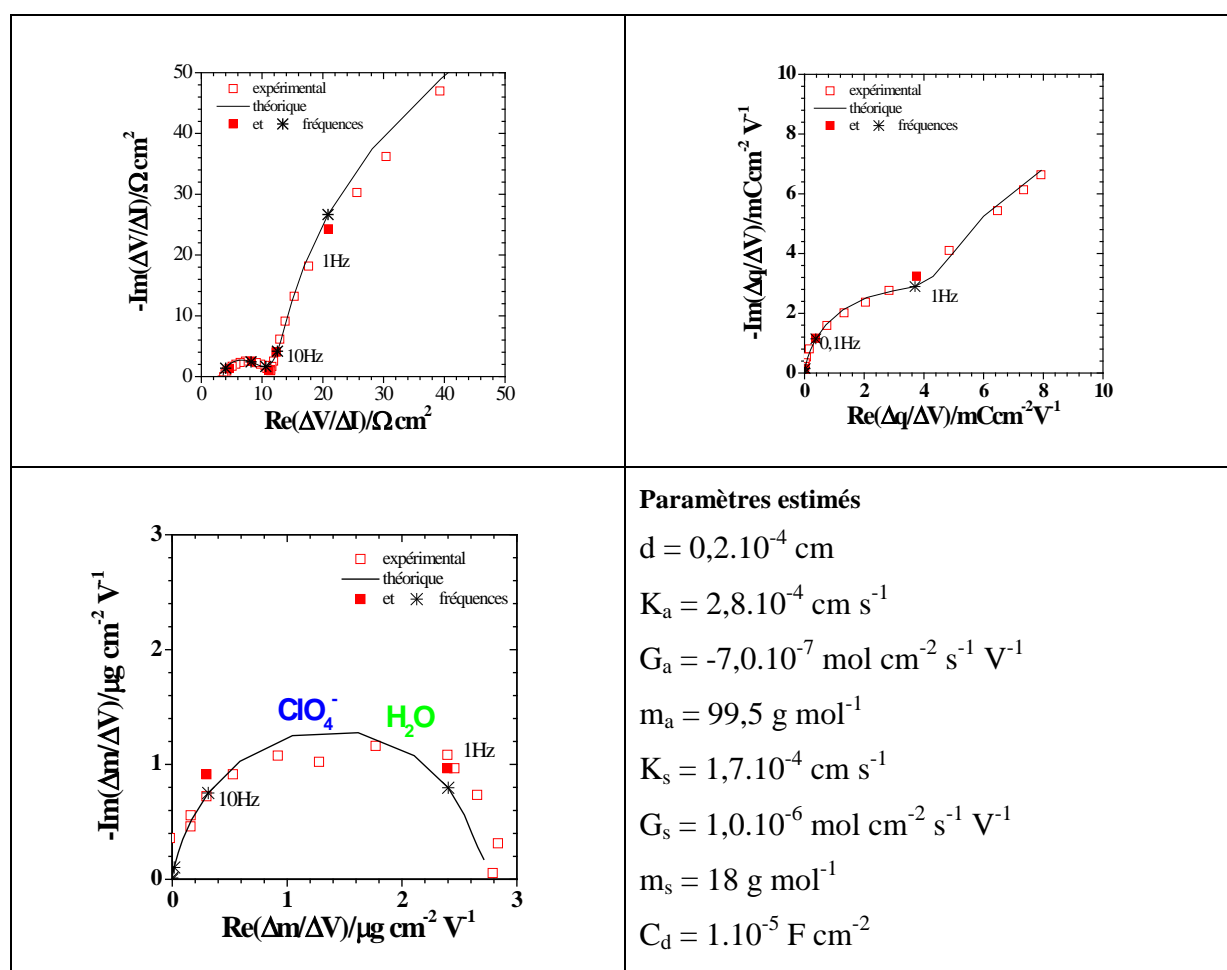 50
40
30
20
10
0
0 10 20 30 40 50
expérimental
théorique
et fréquences
1Hz
10Hz
-Im(ΔV/ΔI)/Ωcm²
Re(ΔV/ΔI)/Ωcm²
10
8
6
4
2
0
0 2 4 6 8 10
expérimental
théorique
et fréquences
1Hz
0,1Hz
-Im(Δq/ΔV)/mCcm⁻² V⁻¹
Re(Δq/ΔV)/mCcm⁻²V⁻¹
3
2
1
0
0 1 2 3
expérimental
théorique
et fréquences
ClO₄⁻
H₂O
1Hz
10Hz
-Im(Δm/ΔV)/µg cm⁻² V⁻¹
Re(Δm/ΔV)/µg cm⁻² V⁻¹
Paramètres estimés
d = 0,2.10⁻⁴ cm
Kₐ = 2,8.10⁻⁴ cm s⁻¹
Gₐ = -7,0.10⁻⁷ mol cm⁻² s⁻¹ V⁻¹
mₐ = 99,5 g mol⁻¹
Kₛ = 1,7.10⁻⁴ cm s⁻¹
Gₛ = 1,0.10⁻⁶ mol cm⁻² s⁻¹ V⁻¹
mₛ = 18 g mol⁻¹
C_d = 1.10⁻⁵ F cm⁻²